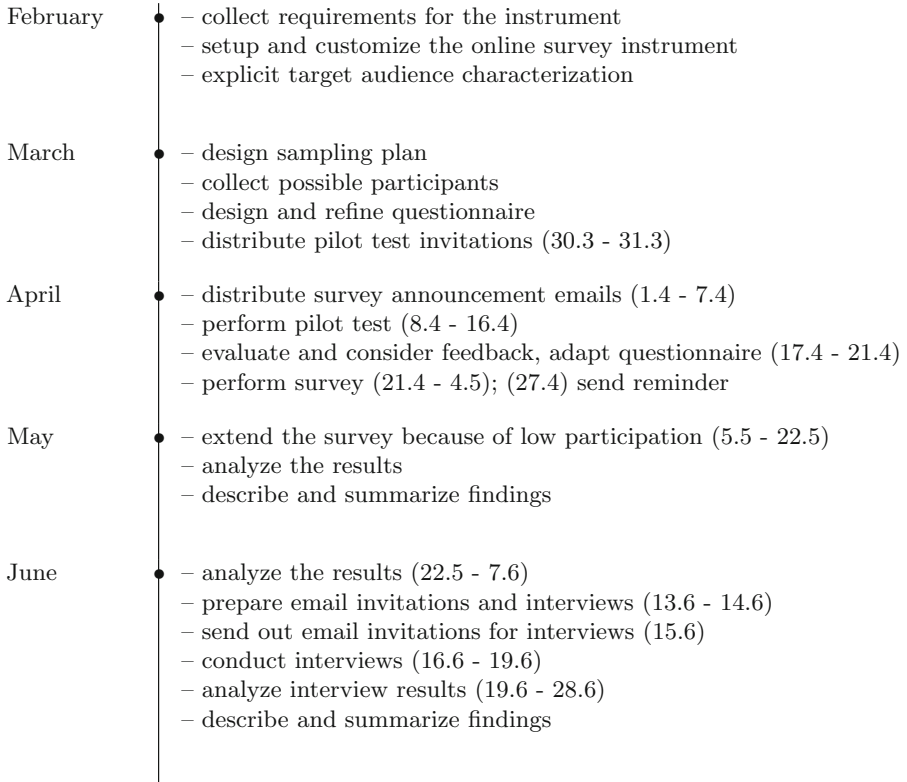 February – collect requirements for the instrument
– setup and customize the online survey instrument
– explicit target audience characterization
March – design sampling plan
– collect possible participants
– design and refine questionnaire
– distribute pilot test invitations (30.3 - 31.3)
April – distribute survey announcement emails (1.4 - 7.4)
– perform pilot test (8.4 - 16.4)
– evaluate and consider feedback, adapt questionnaire (17.4 - 21.4)
– perform survey (21.4 - 4.5); (27.4) send reminder
May – extend the survey because of low participation (5.5 - 22.5)
– analyze the results
– describe and summarize findings
June – analyze the results (22.5 - 7.6)
– prepare email invitations and interviews (13.6 - 14.6)
– send out email invitations for interviews (15.6)
– conduct interviews (16.6 - 19.6)
– analyze interview results (19.6 - 28.6)
– describe and summarize findings